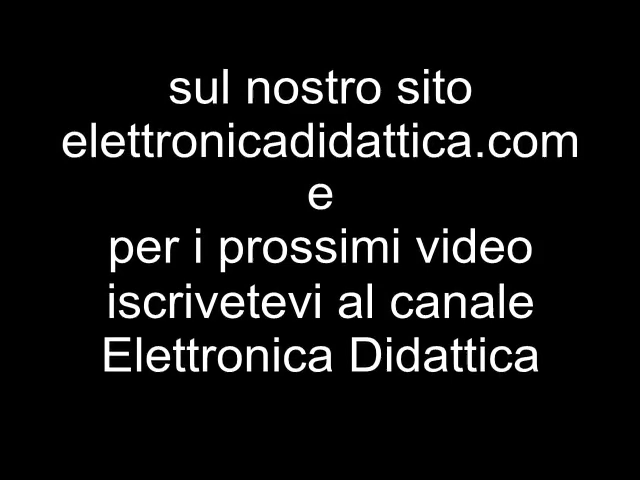 sul nostro sito
elettronicadidattica.com
e
per i prossimi video
iscrivetevi al canale
Elettronica Didattica